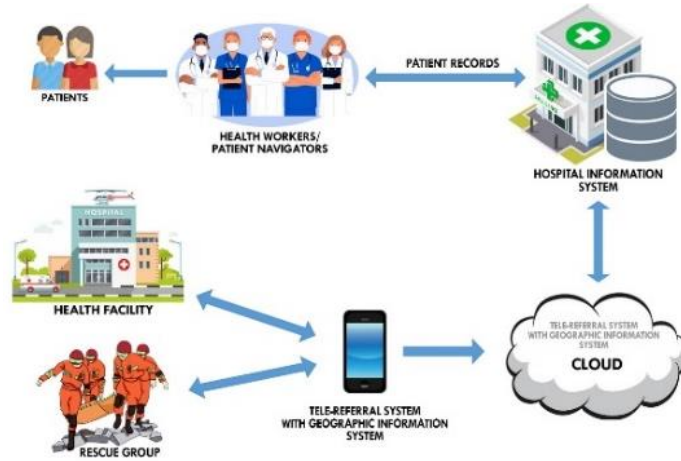 PATIENTS
HEALTH WORKERS/
PATIENT NAVIGATORS
PATIENT RECORDS
HOSPITAL INFORMATION
SYSTEM
HOSPITAL
HEALTH FACILITY
RESCUE GROUP
TELE-REFERRAL SYSTEM
WITH GEOGRAPHIC INFORMATION
SYSTEM
TELE-REFERRAL SYSTEM
WITH GEOGRAPHIC INFORMATION
SYSTEM
CLOUD